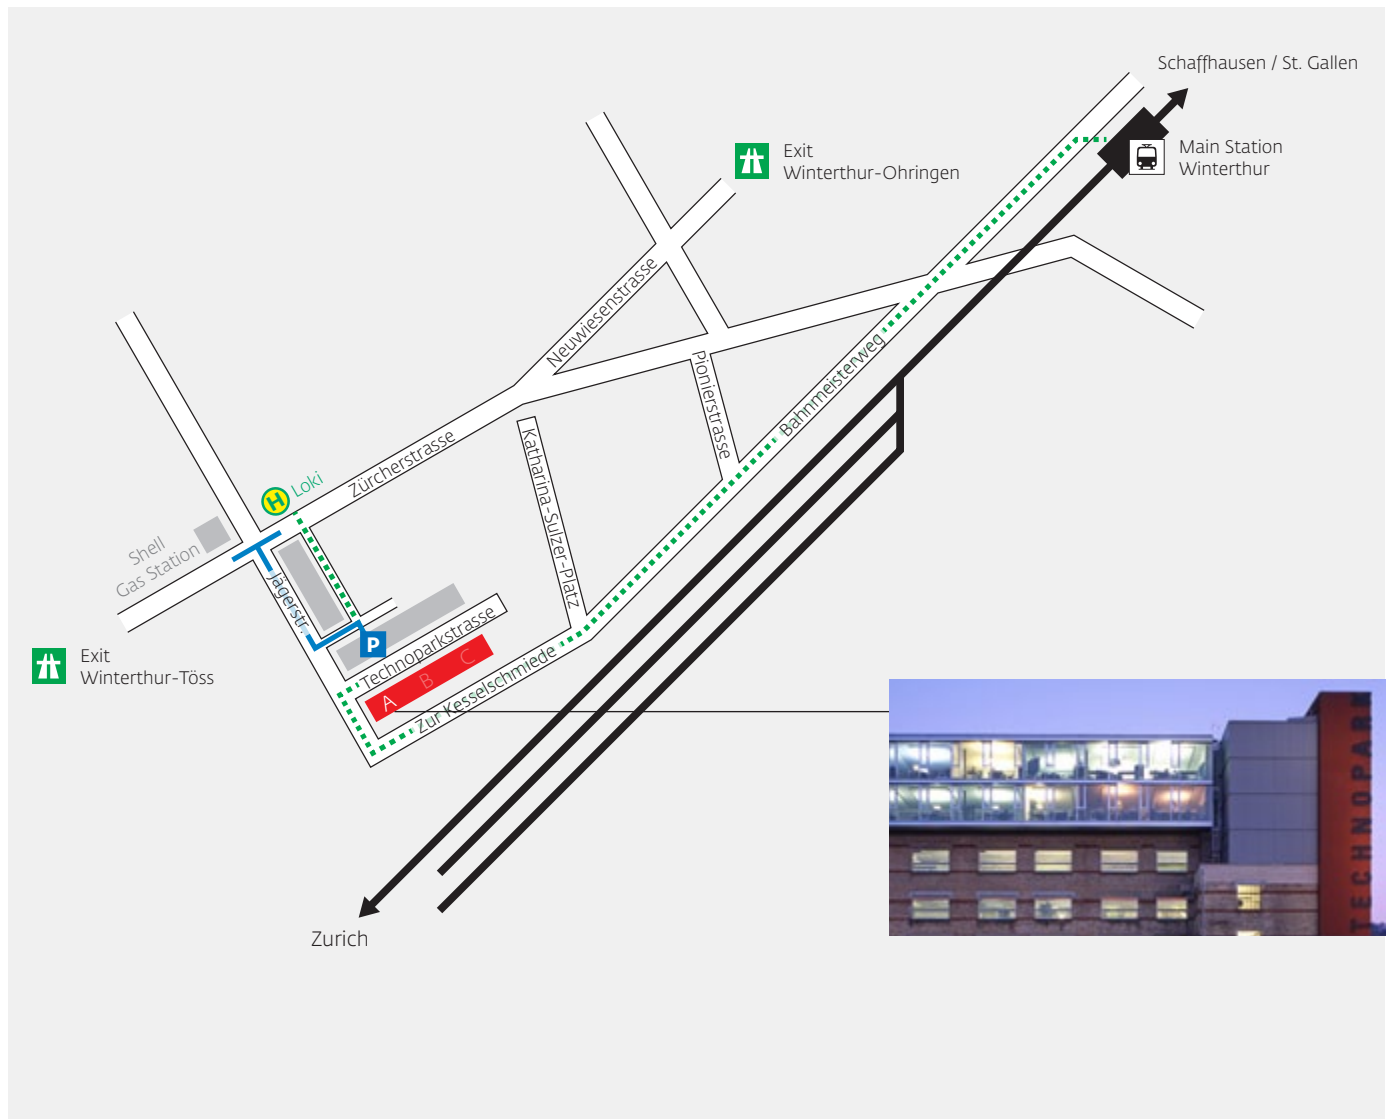 Schaffhausen / St. Gallen
Main Station
Winterthur
Exit
Winterthur-Ohringen
Neuwiesenstrasse
Pionierstrasse
Bahnmeisterweg
Zürcherstrasse
Katharina-Sulzer-Platz
H
Loki
Shell
Gas Station
Jägerstr.
P
Technoparkstrasse
A
B
C
Zur Kesselschmiede
Exit
Winterthur-Töss
Zurich
TECHNOPARK